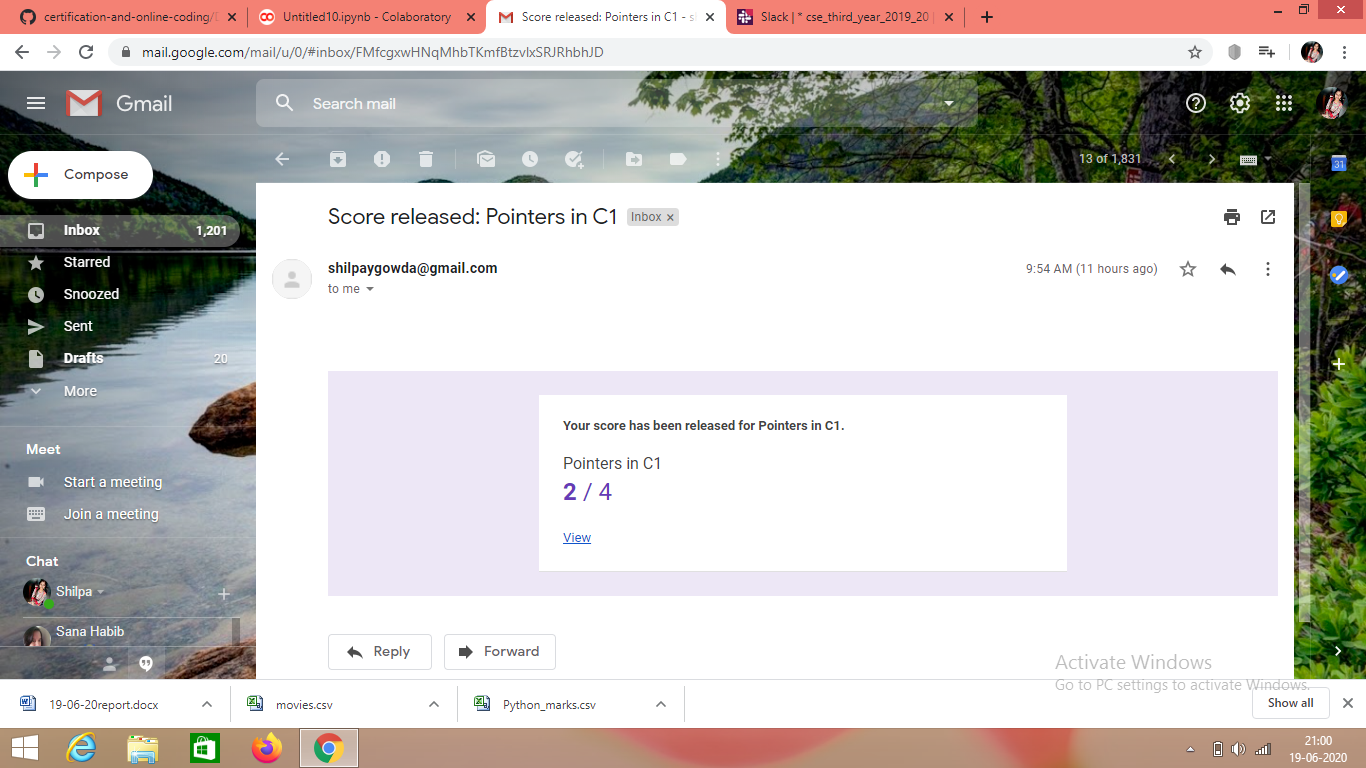 certification-and-online-coding/
Untitled10.ipynb - Colaboratory
Score released: Pointers in C1 - s
Slack | * cse_third_year_2019_20
mail.google.com/mail/u/0/#inbox/FMfcgxwHNqMhbTKmfBtzvlxSRJRhbhJD
Gmail
Search mail
Compose
13 of 1,831
31
Score released: Pointers in C1
Inbox x
Inbox 1,201
Starred
Snoozed
Sent
Drafts 20
More
shilpaygowda@gmail.com
9:54 AM (11 hours ago)
to me
Your score has been released for Pointers in C1.
Pointers in C1
2 / 4
View
Meet
Start a meeting
Join a meeting
Chat
Shilpa
Sana Habib
Reply
Forward
Activate Windows
Go to PC settings to activate Windows.
19-06-20report.docx
movies.csv
Python_marks.csv
Show all
21:00
19-06-2020